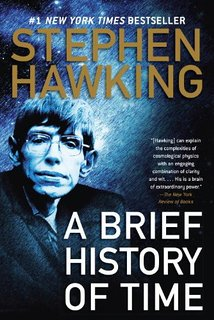 #1 NEW YORK TIMES BESTSELLER
STEPHEN
HAWKING
"[Hawking] can explain the
complexities of
cosmological physics
with an engaging
combination of clarity
and wit. . . . His is a brain
of extraordinary power."
—The New York
Review of Books
A BRIEF
HISTORY
OF TIME